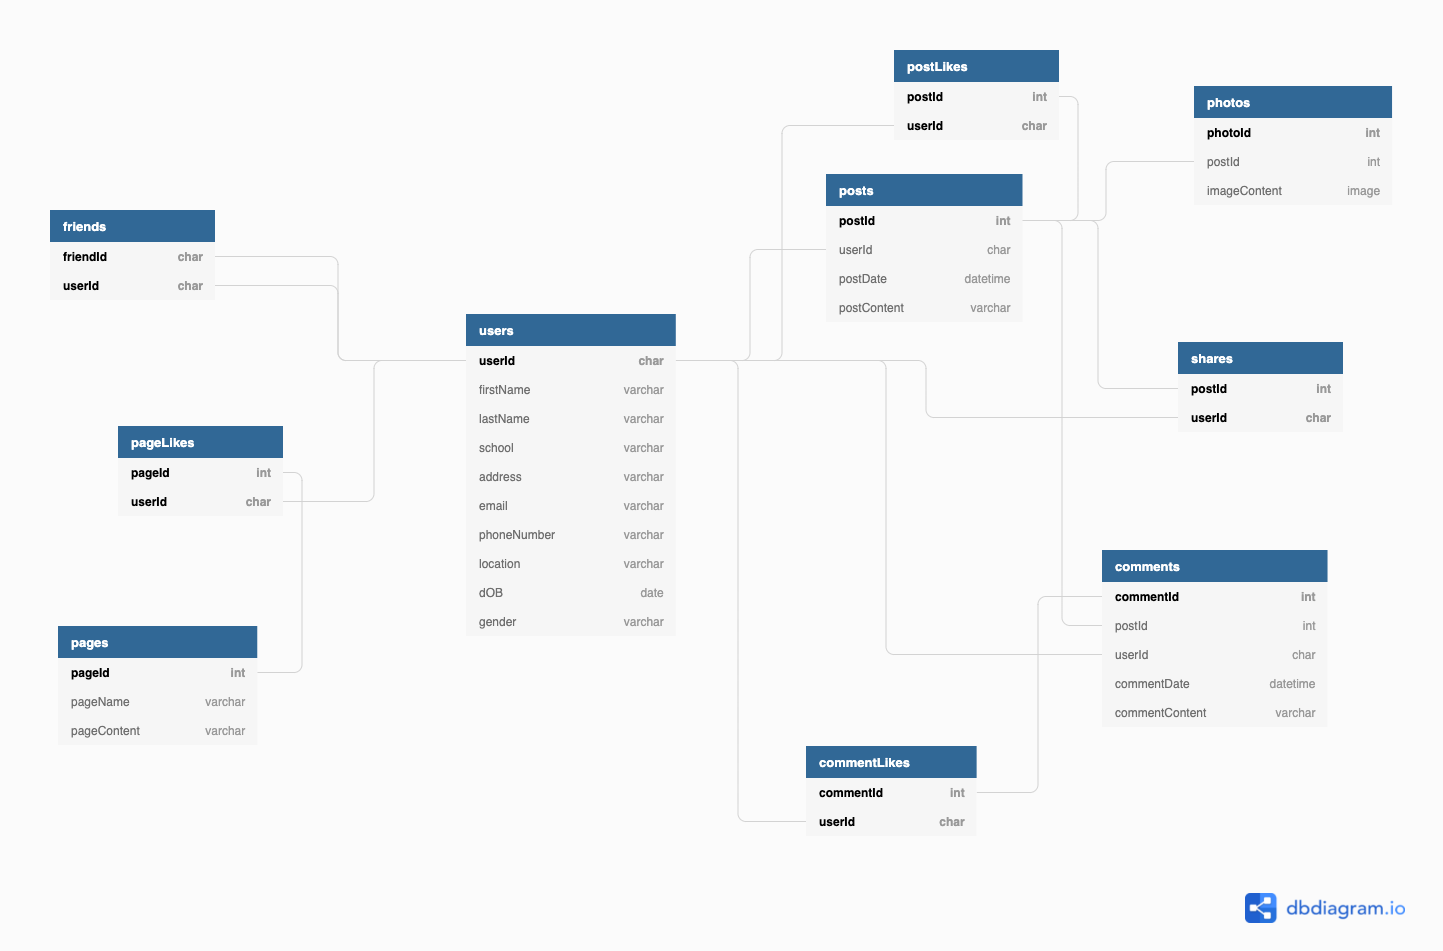 postLikes
postId int
userId char
photos
photoId int
postId int
imageContent image
posts
postId int
userId char
postDate datetime
postContent varchar
friends
friendId char
userId char
users
userId char
firstName varchar
lastName varchar
school varchar
address varchar
email varchar
phoneNumber varchar
location varchar
dOB date
gender varchar
shares
postId int
userId char
pageLikes
pageId int
userId char
comments
commentId int
postId int
userId char
commentDate datetime
commentContent varchar
pages
pageId int
pageName varchar
pageContent varchar
commentLikes
commentId int
userId char
dbdiagram.io